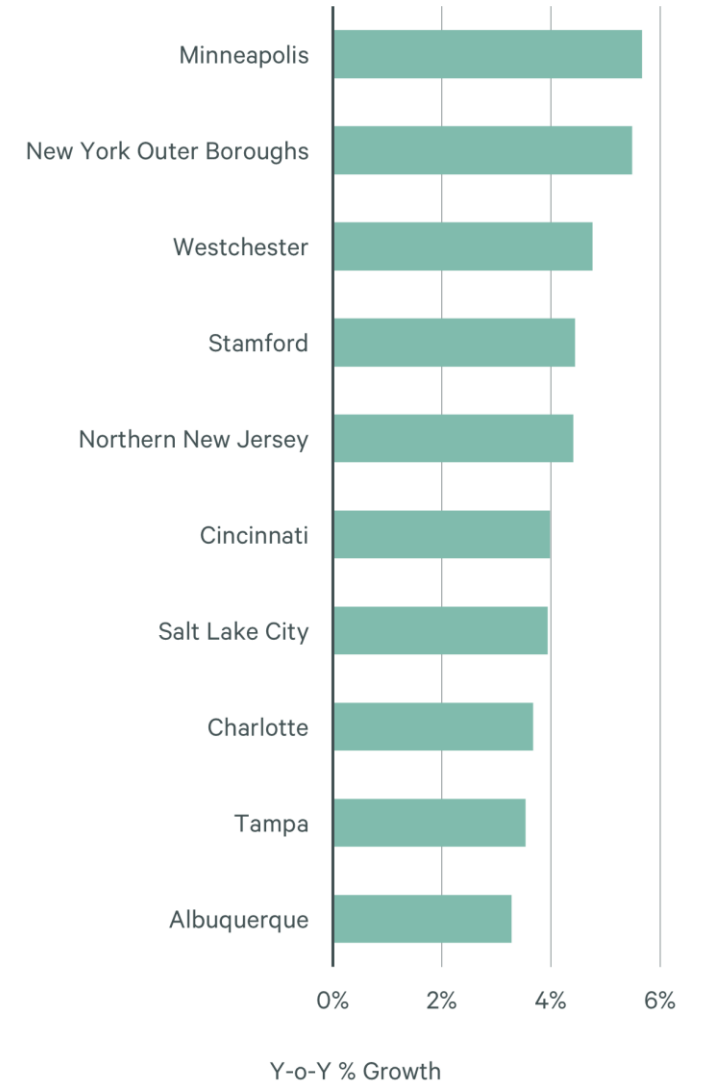 Minneapolis
New York Outer Boroughs
Westchester
Stamford
Northern New Jersey
Cincinnati
Salt Lake City
Charlotte
Tampa
Albuquerque
0% 2% 4% 6%
Y-o-Y % Growth